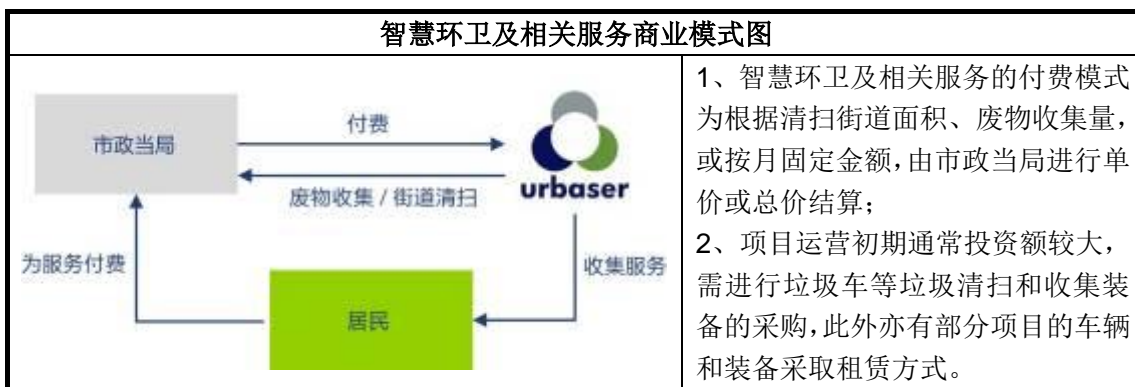 智慧环卫及相关服务商业模式图
市政当局
付费
废物收集 / 街道清扫
urbaser
为服务付费
收集服务
居民
1、智慧环卫及相关服务的付费模式
为根据清扫街道面积、废物收集量，
或按月固定金额，由市政当局进行单
价或总价结算；
2、项目运营初期通常投资额较大，
需进行垃圾车等垃圾清扫和收集装
备的采购，此外亦有部分项目的车辆
和装备采取租赁方式。